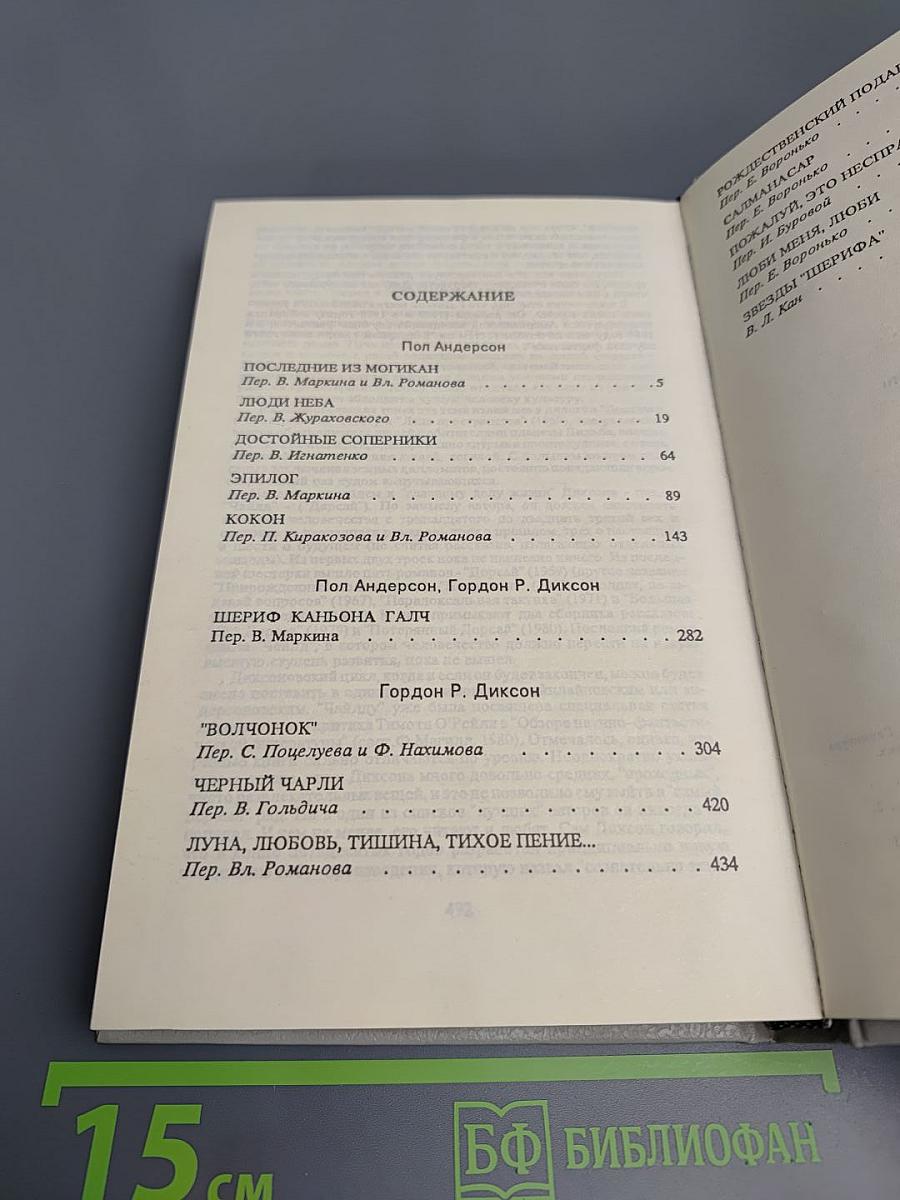 СОДЕРЖАНИЕ
Пол Андерсон
ПОСЛЕДНИЕ ИЗ МОГИКАН
Пер. В. Маркина и Вл. Романова . . . . . . . . . . . 5
ЛЮДИ НЕБА
Пер. В. Жураховского . . . . . . . . . . . . . 19
ДОСТОЙНЫЕ СОПЕРНИКИ
Пер. В. Игнатенко . . . . . . . . . . . . . . 64
ЭПИЛОГ
Пер. В. Маркина . . . . . . . . . . . . . . . 89
КОКОН
Пер. П. Киракозова и Вл. Романова . . . . . . . . 143
Пол Андерсон, Гордон Р. Диксон
ШЕРИФ КАНЬОНА ГАЛЧ
Пер. В. Маркина . . . . . . . . . . . . . . . 282
Гордон Р. Диксон
"ВОЛЧОНОК"
Пер. С. Поцелуева и Ф. Нахимова . . . . . . . . 304
ЧЕРНЫЙ ЧАРЛИ
Пер. В. Гольдича . . . . . . . . . . . . . . 420
ЛУНА, ЛЮБОВЬ, ТИШИНА, ТИХОЕ ПЕНИЕ...
Пер. Вл. Романова . . . . . . . . . . . . . . 434
492
РОЖДЕСТВЕНСКИЙ
Пер. Е. Воронько . . . .
САЛМАНАСАР
Пер. Е. Воронько . . .
ПОЖАЛУЙ, ЭТО
Пер. И. Буровой . . .
ЛЮБИ МЕНЯ, ЛЮБИ
Пер. Е. Воронько . .
ЗВЕЗДЫ "ШЕРИФА"
В. Л. Кан . . . .
15 см
БФ БИБЛИОФАН